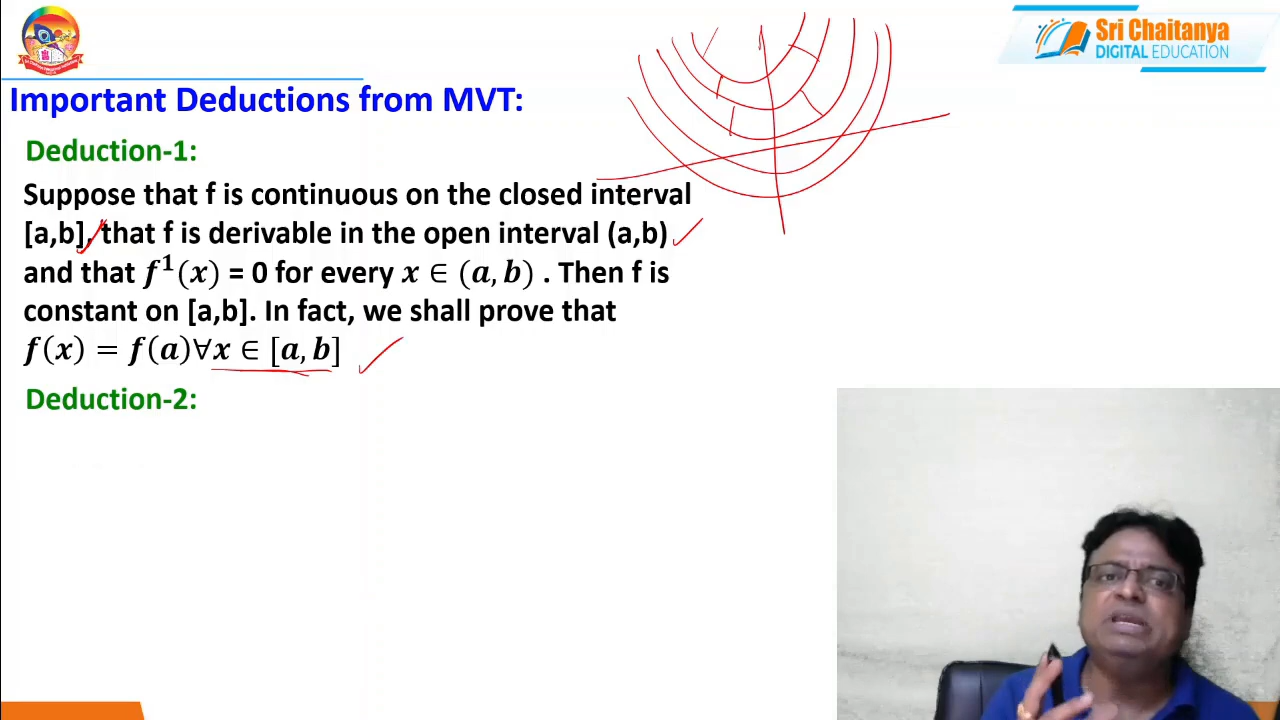 Sri Chaitanya
DIGITAL EDUCATION
Important Deductions from MVT:
Deduction-1:
Suppose that f is continuous on the closed interval
[a,b], that f is derivable in the open interval (a,b)
and that f¹(x) = 0 for every x ∈ (a, b) . Then f is
constant on [a,b]. In fact, we shall prove that
f(x) = f(a)∀x ∈ [a, b]
Deduction-2: